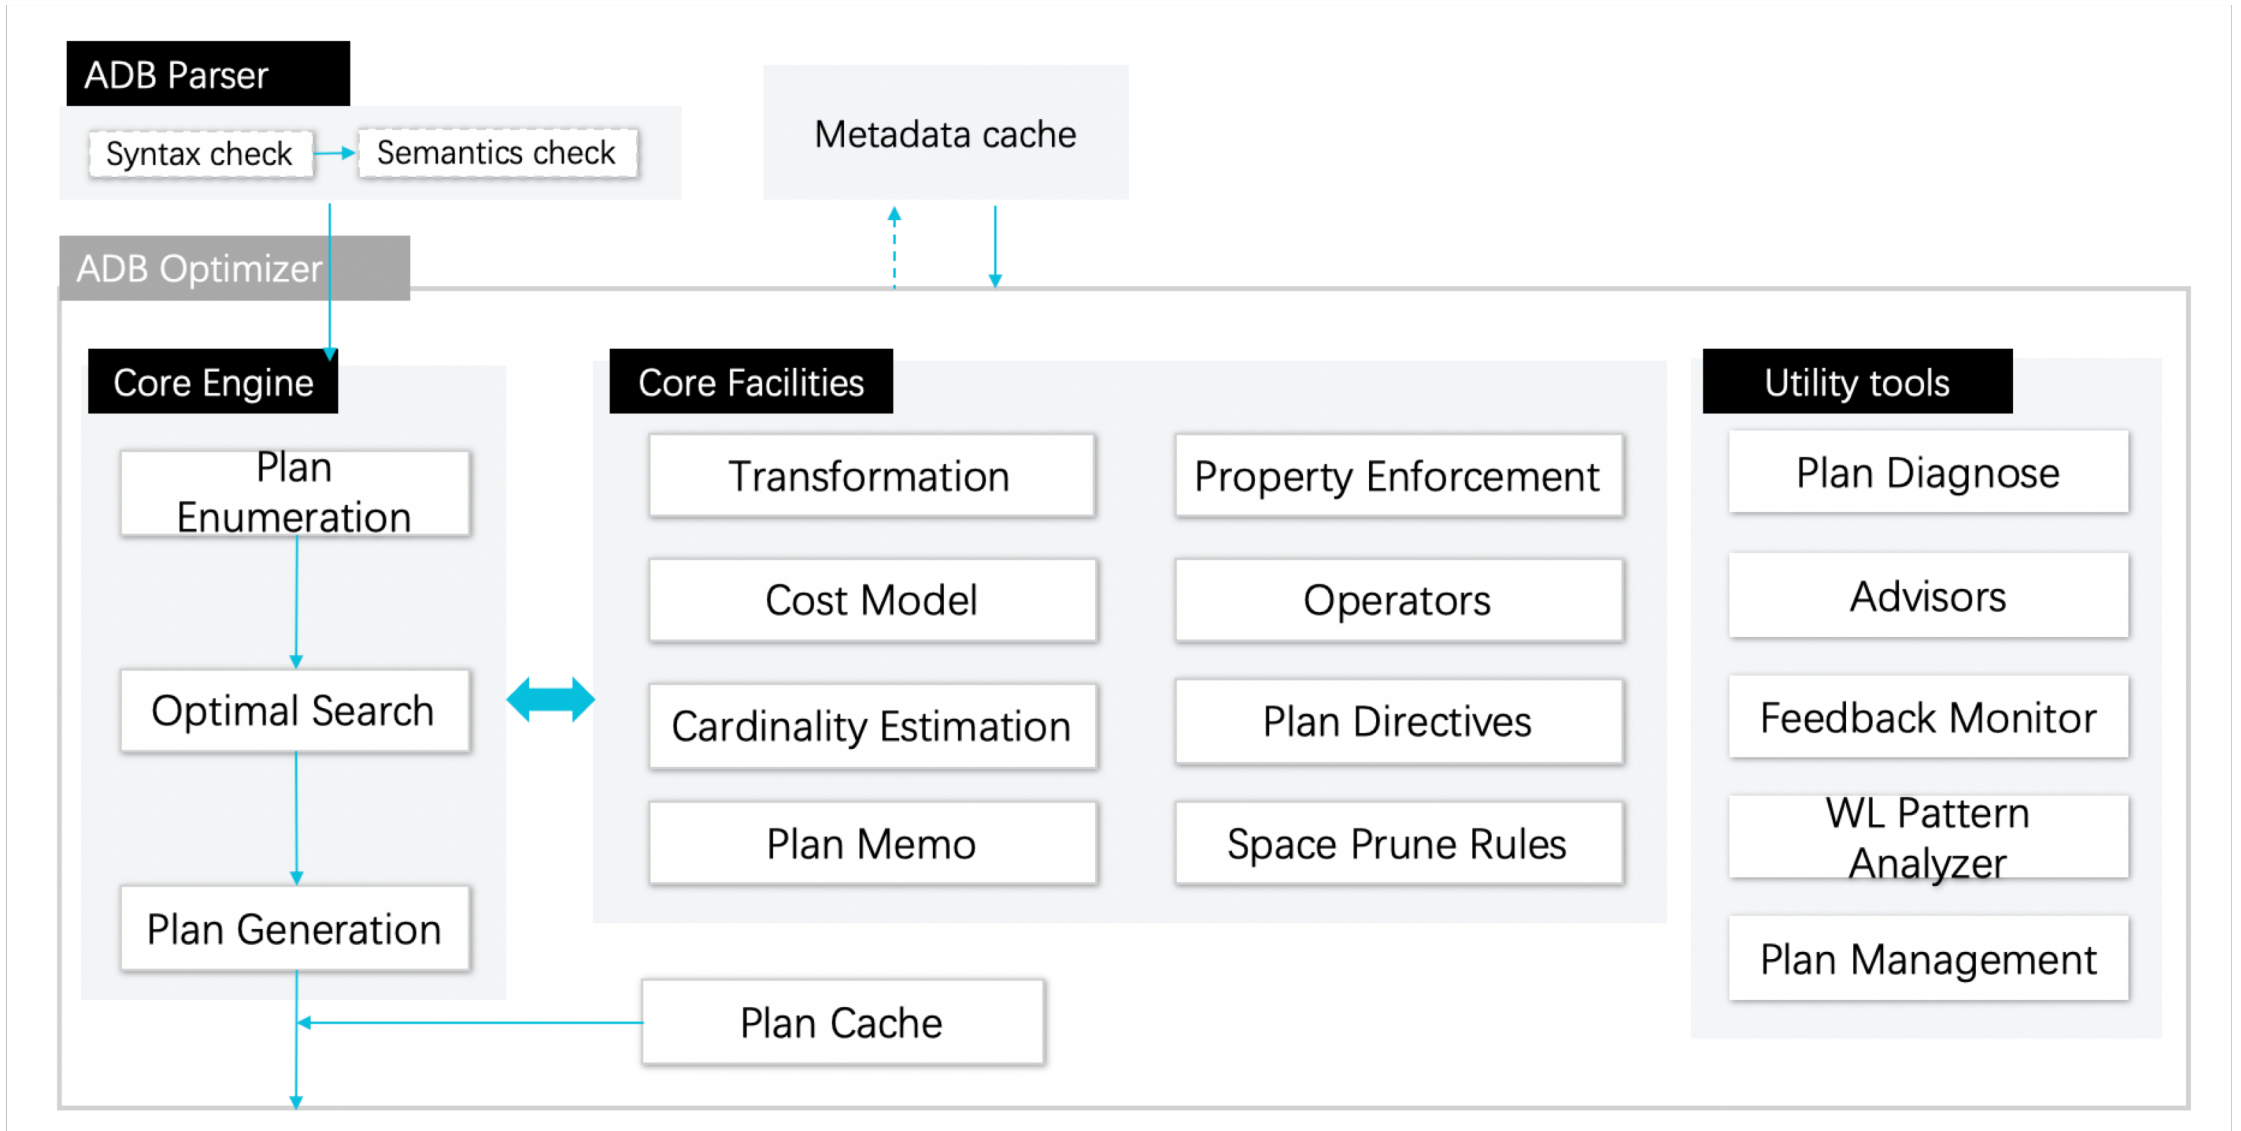 ADB Parser
Syntax check
Semantics check
Metadata cache
ADB Optimizer
Core Engine
Plan
Enumeration
Optimal Search
Plan Generation
Core Facilities
Transformation
Property Enforcement
Cost Model
Operators
Cardinality Estimation
Plan Directives
Plan Memo
Space Prune Rules
Plan Cache
Utility tools
Plan Diagnose
Advisors
Feedback Monitor
WL Pattern
Analyzer
Plan Management